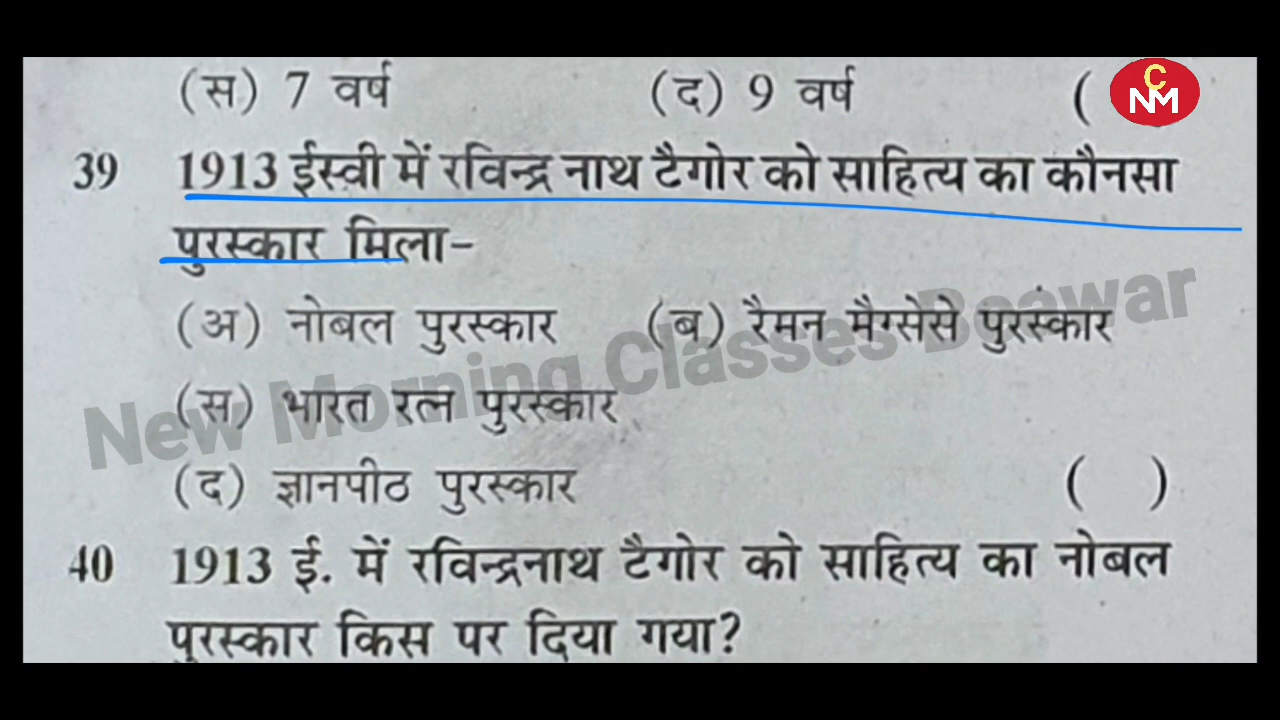 (स) 7 वर्ष (द) 9 वर्ष (
CNM
39 1913 ईस्वी में रविन्द्र नाथ टैगोर को साहित्य का कौनसा
पुरस्कार मिला-
(अ) नोबल पुरस्कार (ब) रैमन मैग्सेसे पुरस्कार
(स) भारत रत्न पुरस्कार
(द) ज्ञानपीठ पुरस्कार ( )
New Morning Classes Beawar
40 1913 ई. में रविन्द्रनाथ टैगोर को साहित्य का नोबल
पुरस्कार किस पर दिया गया?